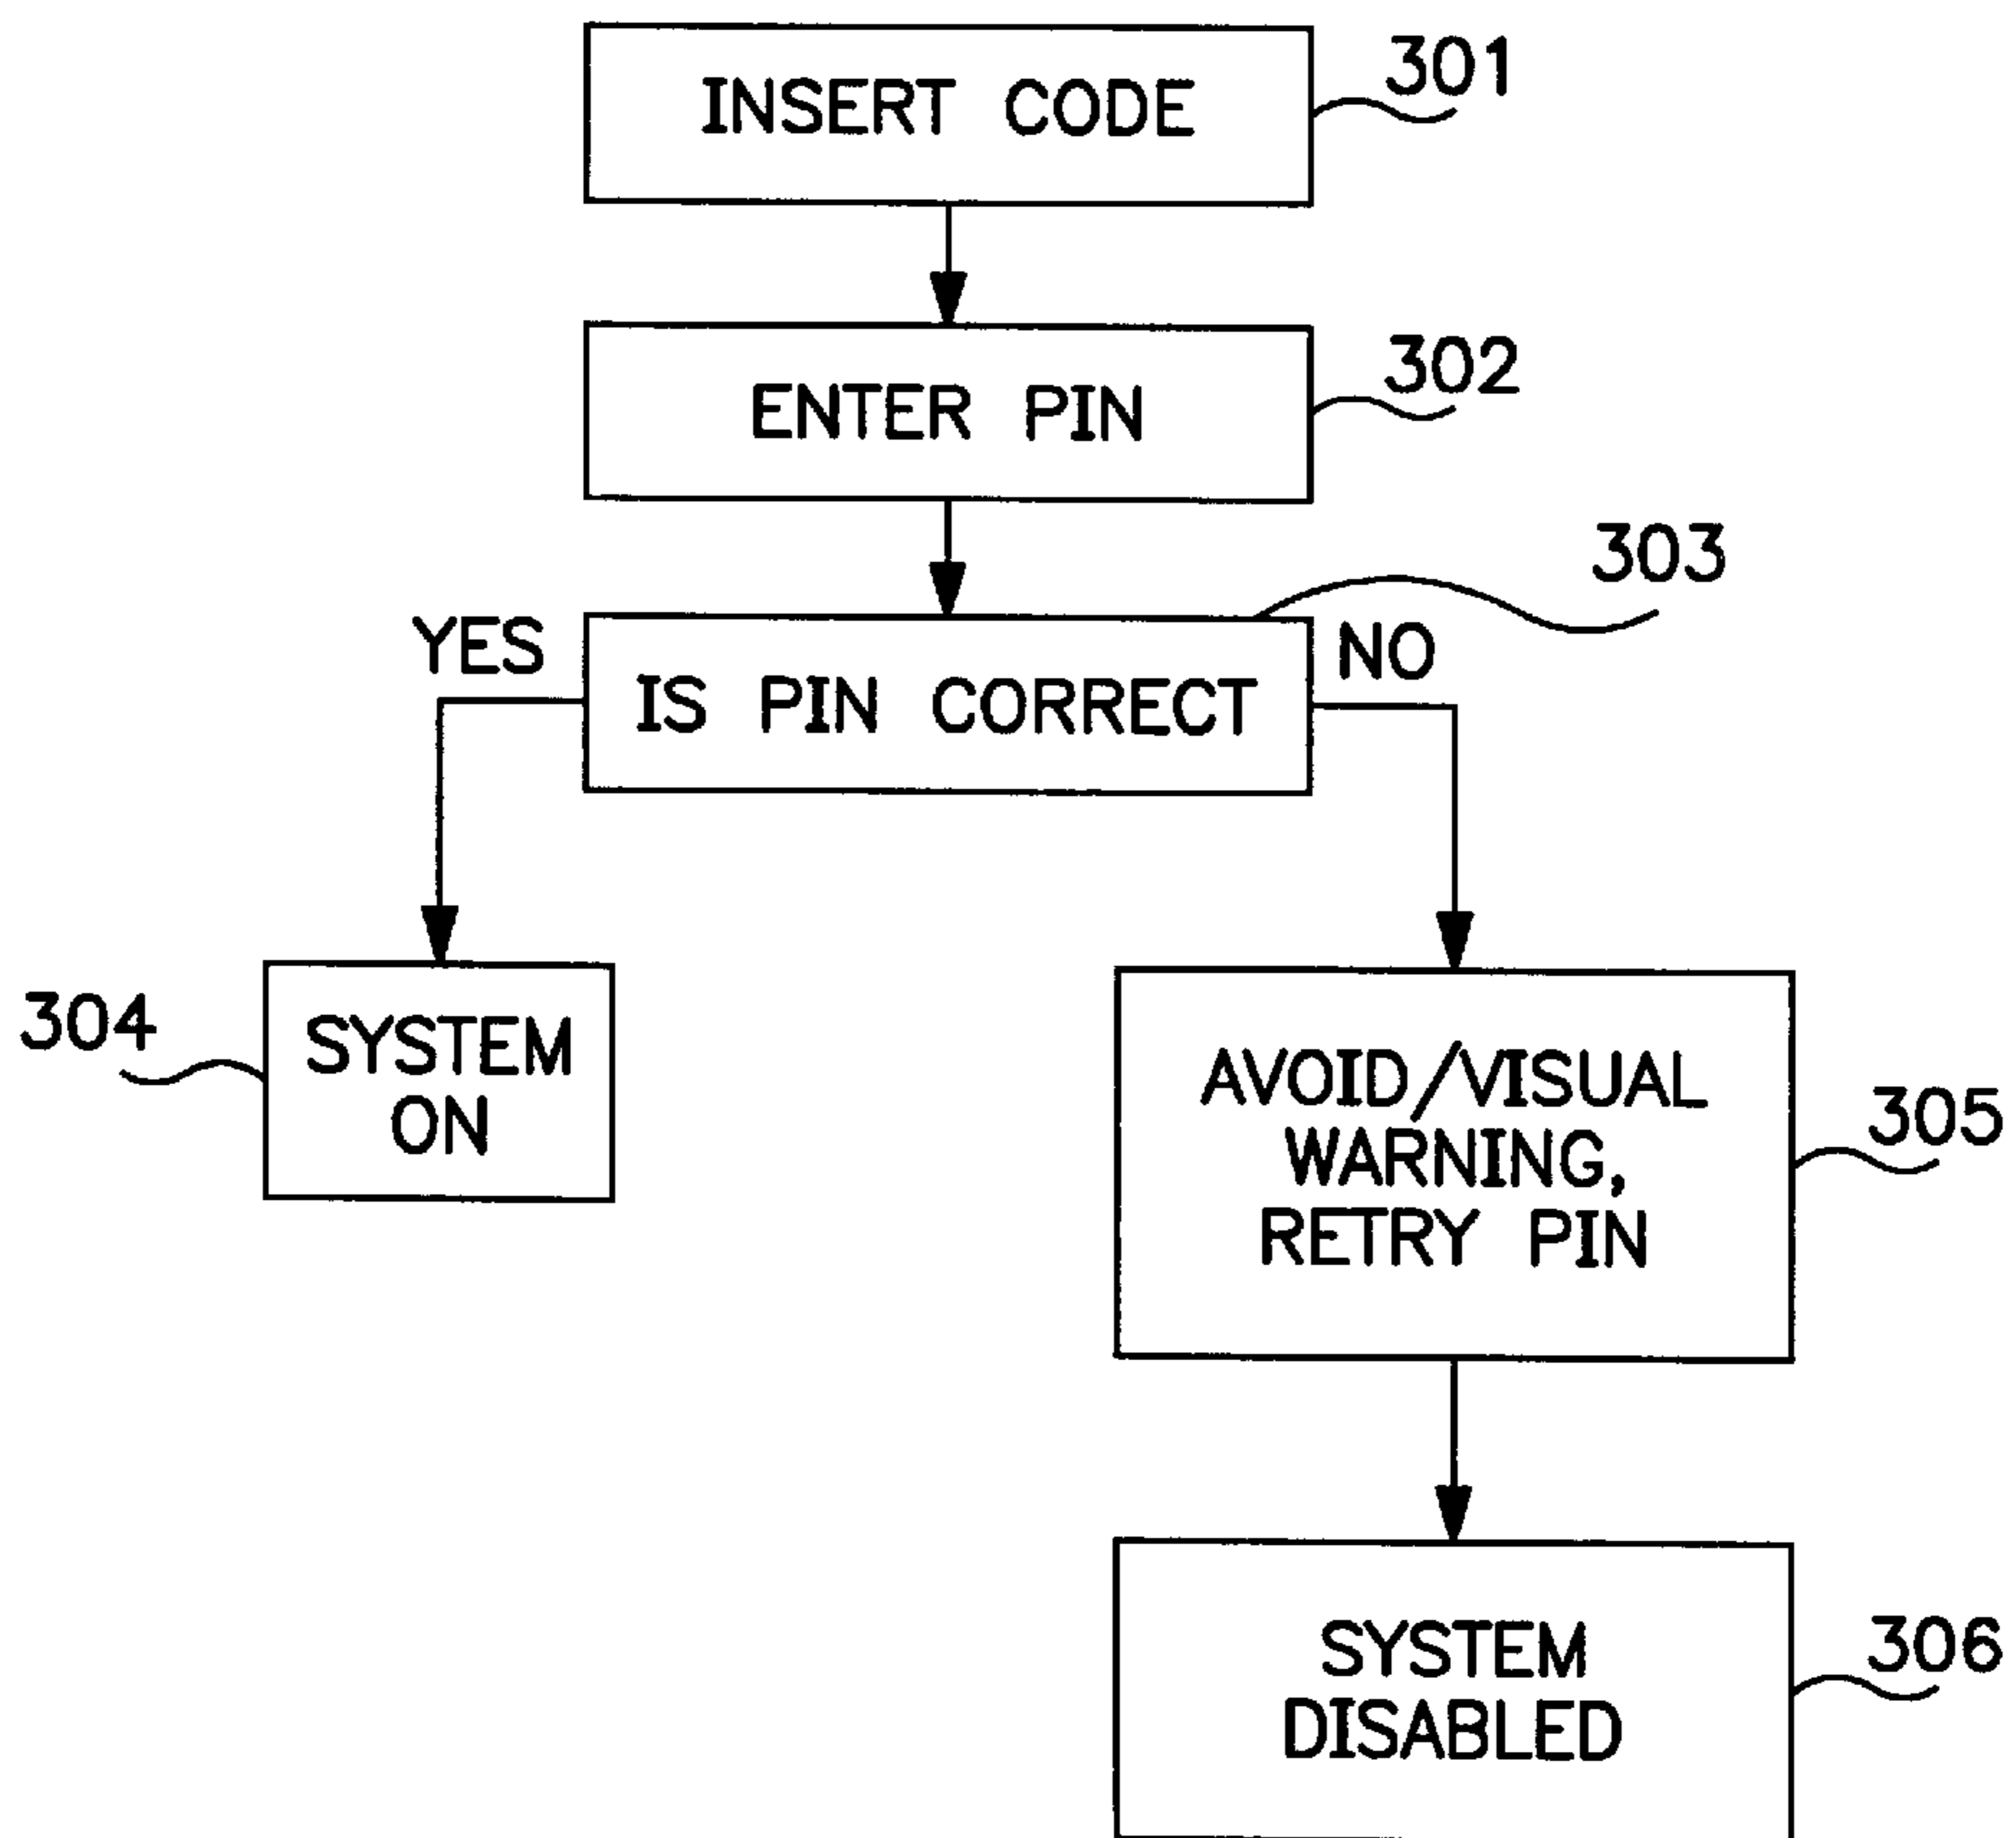 INSERT CODE
301
ENTER PIN
302
303
YES
NO
IS PIN CORRECT
304
SYSTEM
ON
AVOID/VISUAL
WARNING,
RETRY PIN
305
SYSTEM
DISABLED
306